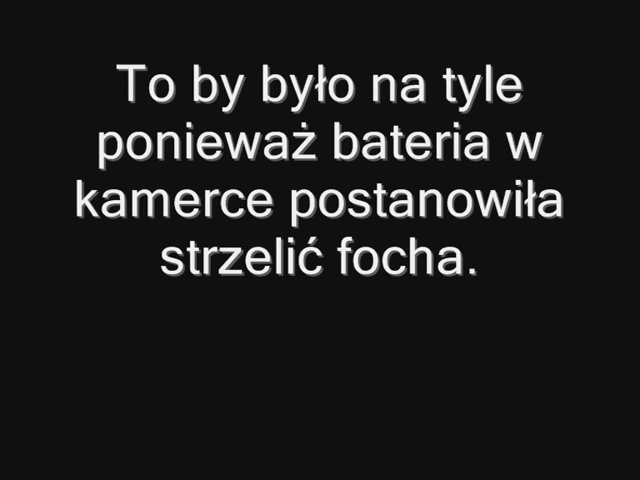 To by było na tyle
ponieważ bateria w
kamerce postanowiła
strzelić focha.